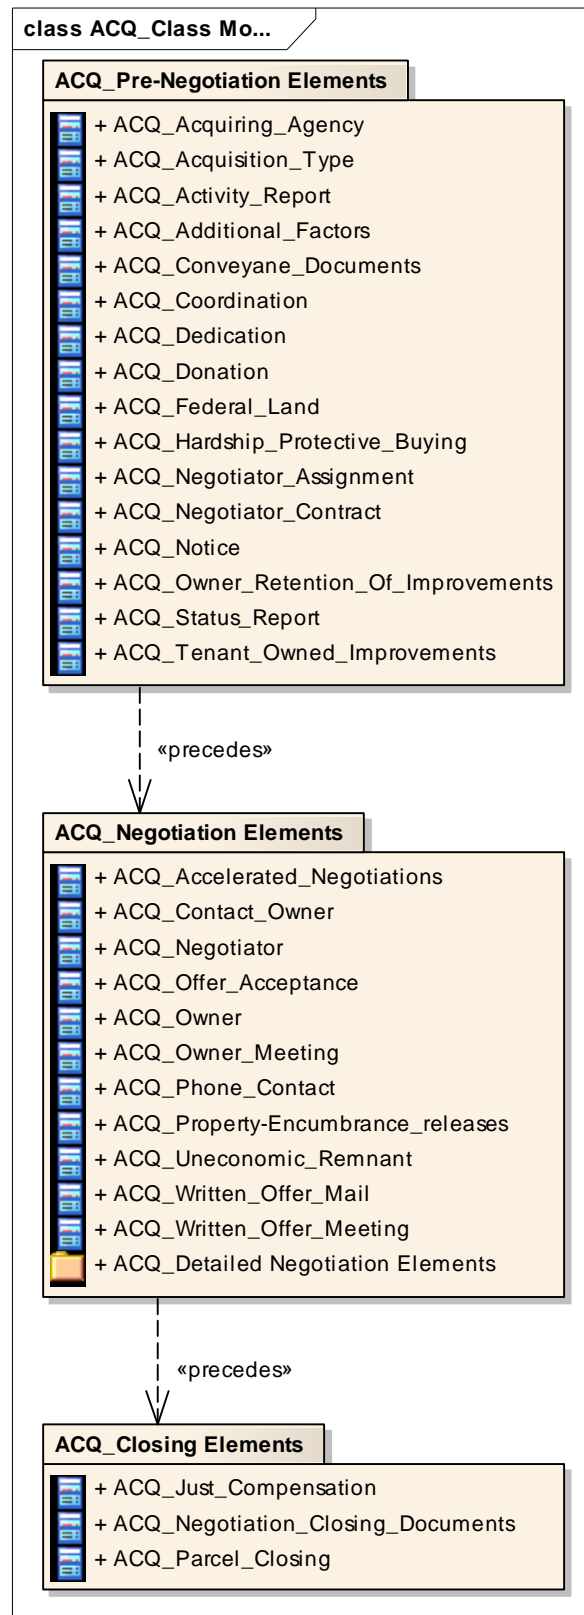 class ACQ_Class Mo...
ACQ_Pre-Negotiation Elements
+ ACQ_Acquiring_Agency
+ ACQ_Acquisition_Type
+ ACQ_Activity_Report
+ ACQ_Additional_Factors
+ ACQ_Conveyane_Documents
+ ACQ_Coordination
+ ACQ_Dedication
+ ACQ_Donation
+ ACQ_Federal_Land
+ ACQ_Hardship_Protective_Buying
+ ACQ_Negotiator_Assignment
+ ACQ_Negotiator_Contract
+ ACQ_Notice
+ ACQ_Owner_Retention_Of_Improvements
+ ACQ_Status_Report
+ ACQ_Tenant_Owned_Improvements
«precedes»
ACQ_Negotiation Elements
+ ACQ_Accelerated_Negotiations
+ ACQ_Contact_Owner
+ ACQ_Negotiator
+ ACQ_Offer_Acceptance
+ ACQ_Owner
+ ACQ_Owner_Meeting
+ ACQ_Phone_Contact
+ ACQ_Property-Encumbrance_releases
+ ACQ_Uneconomic_Remnant
+ ACQ_Written_Offer_Mail
+ ACQ_Written_Offer_Meeting
+ ACQ_Detailed Negotiation Elements
«precedes»
ACQ_Closing Elements
+ ACQ_Just_Compensation
+ ACQ_Negotiation_Closing_Documents
+ ACQ_Parcel_Closing